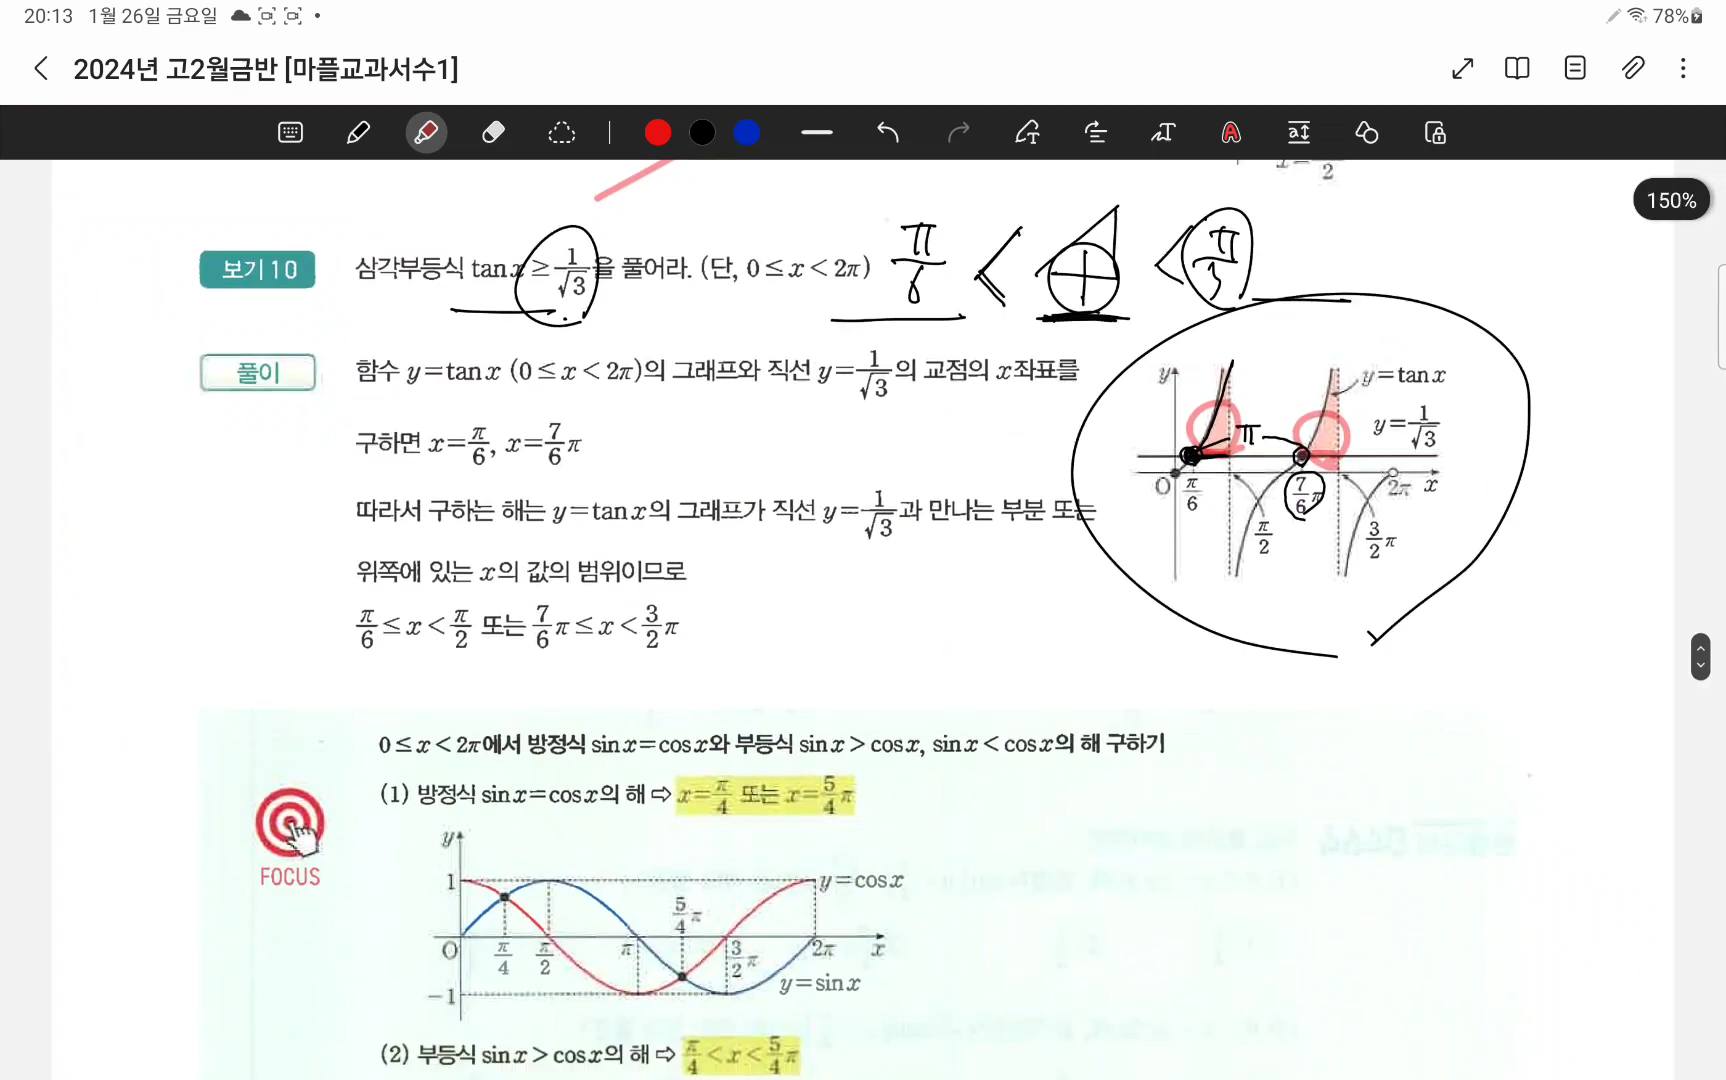 20:13 1월 26일 금요일
78%
2024년 고2월금반 [마플교과서수1]
150%
보기 10 삼각부등식 tan x ≥ 1/√3 을 풀어라. (단, 0 ≤ x < 2π)
π/6 < < π/3
풀이 함수 y=tan x (0 ≤ x < 2π)의 그래프와 직선 y=1/√3 의 교점의 x좌표를
구하면 x=π/6, x=7/6 π
따라서 구하는 해는 y=tan x의 그래프가 직선 y=1/√3 과 만나는 부분 또는
위쪽에 있는 x의 값의 범위이므로
π/6 ≤ x < π/2 또는 7/6 π ≤ x < 3/2 π
y y=tan x
y=1/√3
π
O π/6 7/6 π 2π x
π/2 3/2 π
0 ≤ x < 2π에서 방정식 sin x=cos x와 부등식 sin x > cos x, sin x < cos x의 해 구하기
FOCUS
(1) 방정식 sin x=cos x의 해 ⇨ x=π/4 또는 x=5/4 π
y
1 y=cos x
5/4 π
O π/4 π/2 π 3/2 π 2π x
−1 y=sin x
(2) 부등식 sin x > cos x의 해 ⇨ π/4 < x < 5/4 π